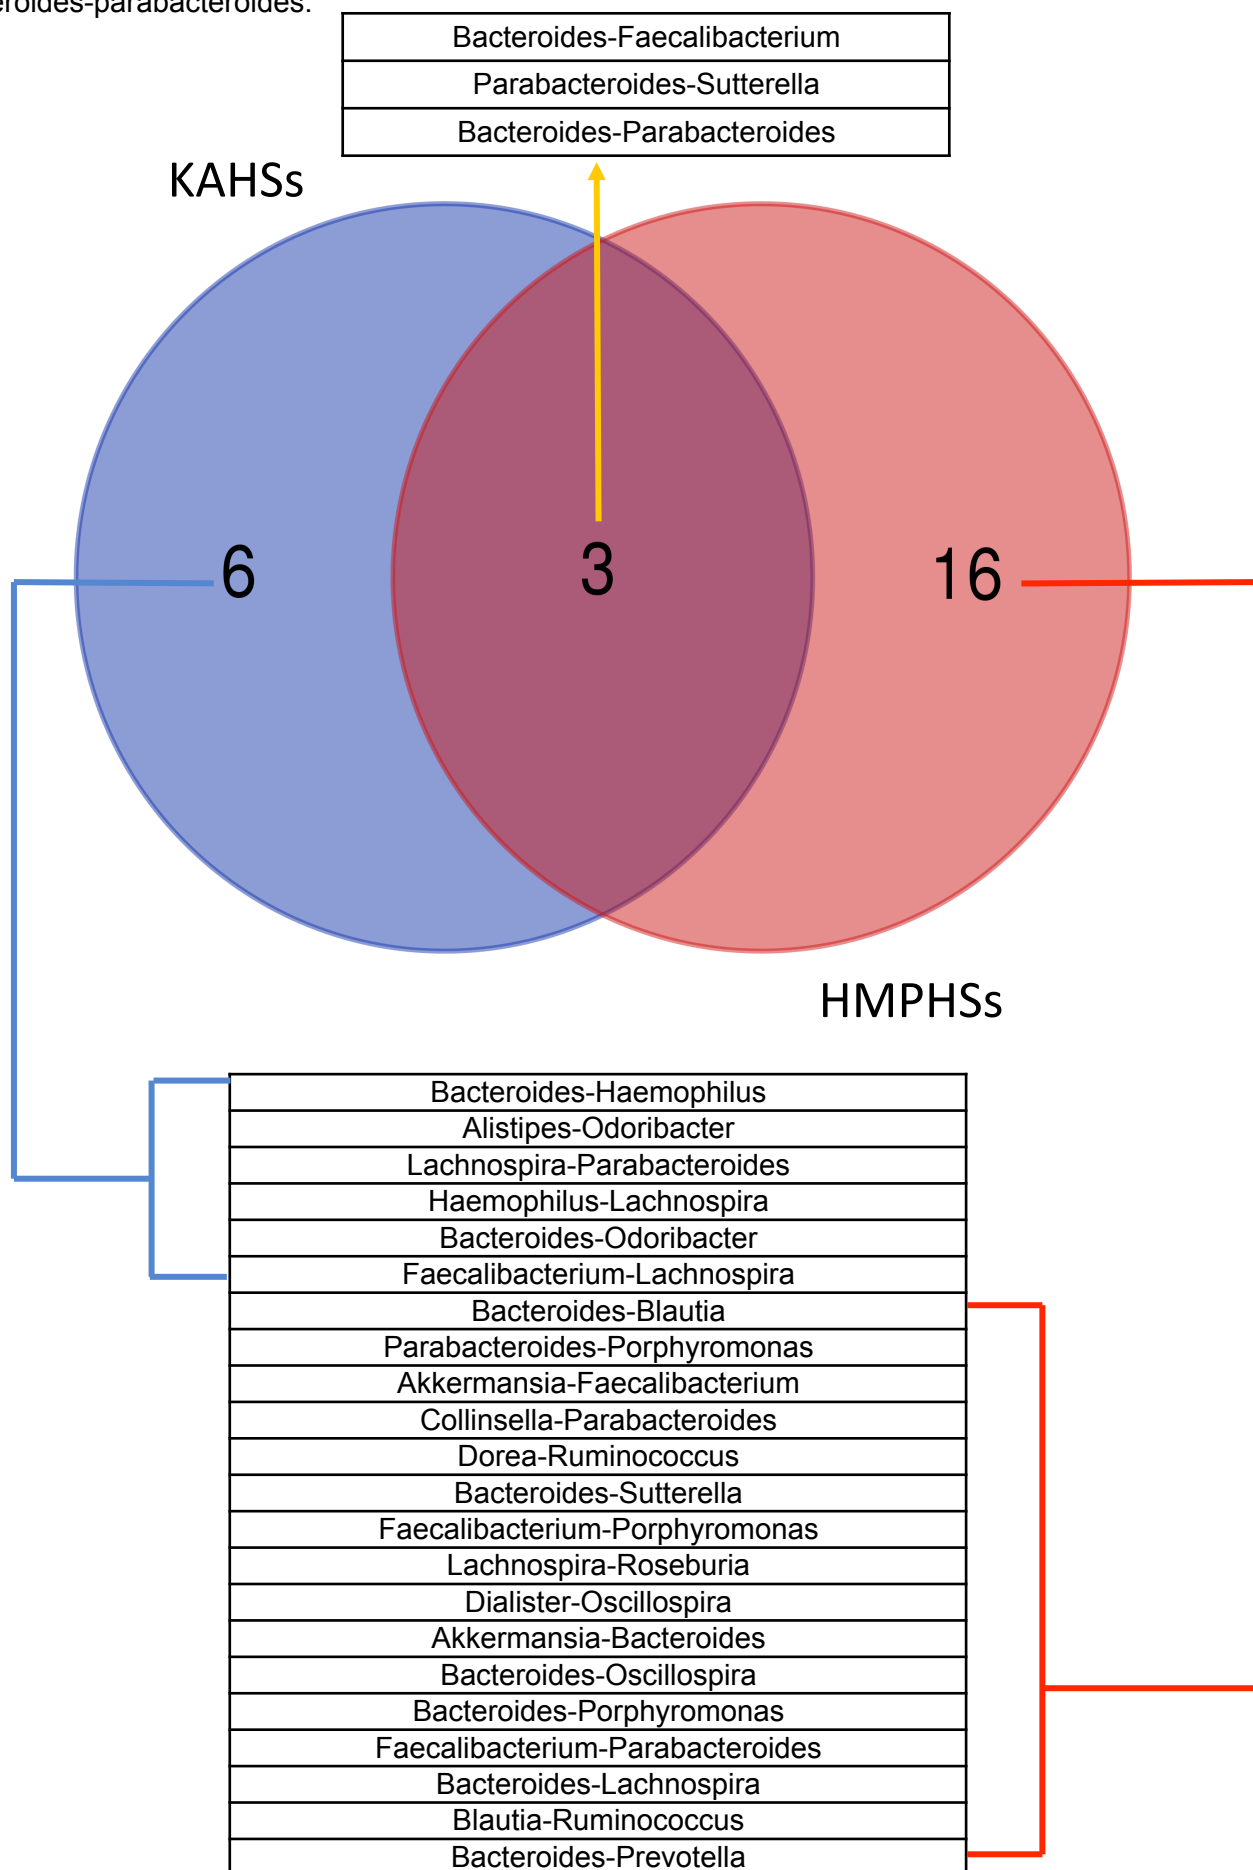 eroides-parabacteroides.
Bacteroides-Faecalibacterium
Parabacteroides-Sutterella
Bacteroides-Parabacteroides
KAHSs
6
3
16
HMPHSs
Bacteroides-Haemophilus
Alistipes-Odoribacter
Lachnospira-Parabacteroides
Haemophilus-Lachnospira
Bacteroides-Odoribacter
Faecalibacterium-Lachnospira
Bacteroides-Blautia
Parabacteroides-Porphyromonas
Akkermansia-Faecalibacterium
Collinsella-Parabacteroides
Dorea-Ruminococcus
Bacteroides-Sutterella
Faecalibacterium-Porphyromonas
Lachnospira-Roseburia
Dialister-Oscillospira
Akkermansia-Bacteroides
Bacteroides-Oscillospira
Bacteroides-Porphyromonas
Faecalibacterium-Parabacteroides
Bacteroides-Lachnospira
Blautia-Ruminococcus
Bacteroides-Prevotella